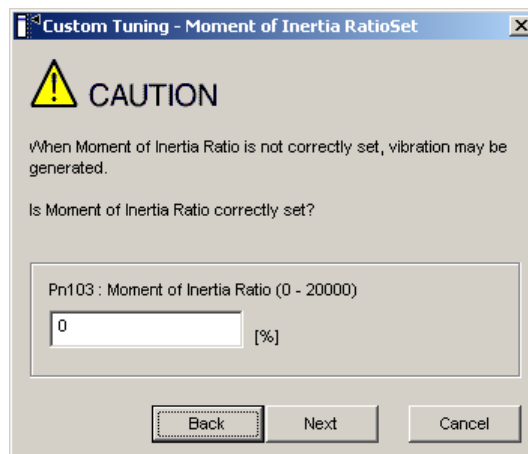 Custom Tuning - Moment of Inertia RatioSet
CAUTION
When Moment of Inertia Ratio is not correctly set, vibration may be
generated.
Is Moment of Inertia Ratio correctly set?
Pn103 : Moment of Inertia Ratio (0 - 20000)
0
[%]
Back
Next
Cancel